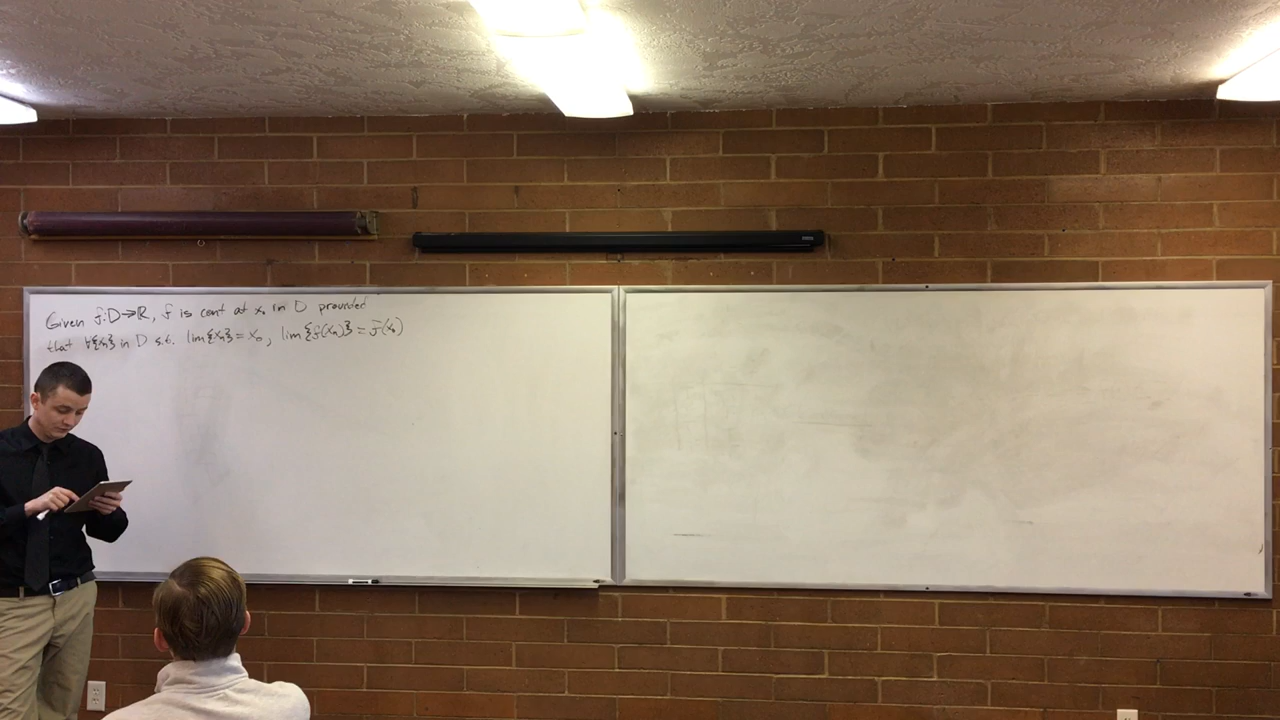 Given f:D→ℝ, f is cont at x₀ in D provided
that ∀{xₙ} in D s.t. lim{xₙ} = x₀, lim{f(xₙ)} = f(x₀)